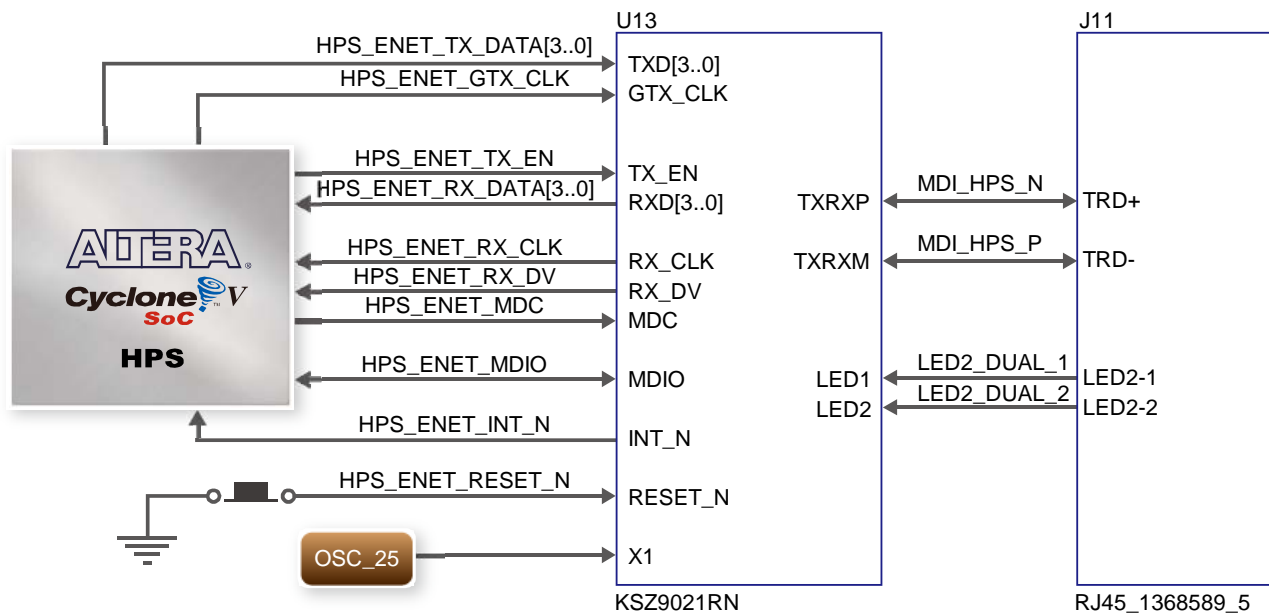 U13
J11
HPS_ENET_TX_DATA[3..0]
TXD[3..0]
HPS_ENET_GTX_CLK
GTX_CLK
HPS_ENET_TX_EN
TX_EN
HPS_ENET_RX_DATA[3..0]
RXD[3..0]
TXRXP
MDI_HPS_N
TRD+
ALTERA®
HPS_ENET_RX_CLK
RX_CLK
TXRXM
MDI_HPS_P
TRD-
Cyclone™ V
SoC
HPS_ENET_RX_DV
RX_DV
HPS_ENET_MDC
MDC
HPS
HPS_ENET_MDIO
MDIO
LED1
LED2_DUAL_1
LED2-1
LED2
LED2_DUAL_2
LED2-2
HPS_ENET_INT_N
INT_N
HPS_ENET_RESET_N
RESET_N
OSC_25
X1
KSZ9021RN
RJ45_1368589_5